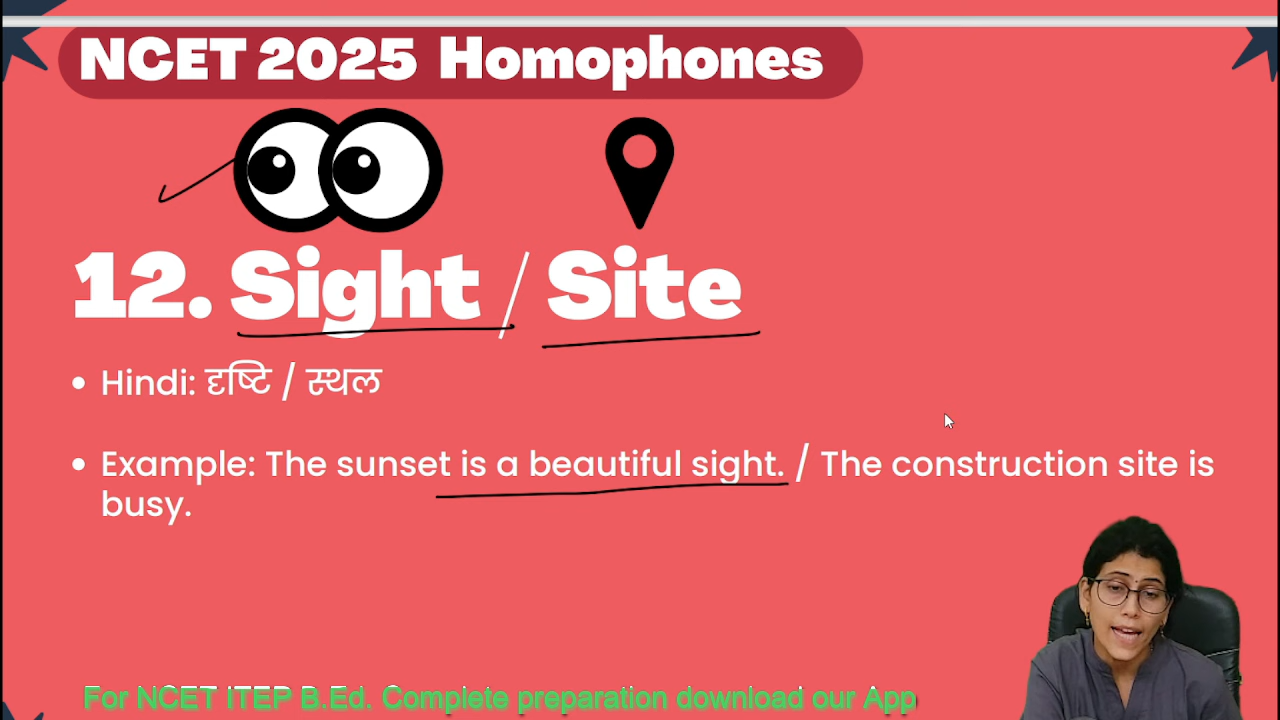 NCET 2025 Homophones
12. Sight / Site
• Hindi: दृष्टि / स्थल
• Example: The sunset is a beautiful sight. / The construction site is
busy.
For NCET ITEP B.Ed. Complete preparation download our App